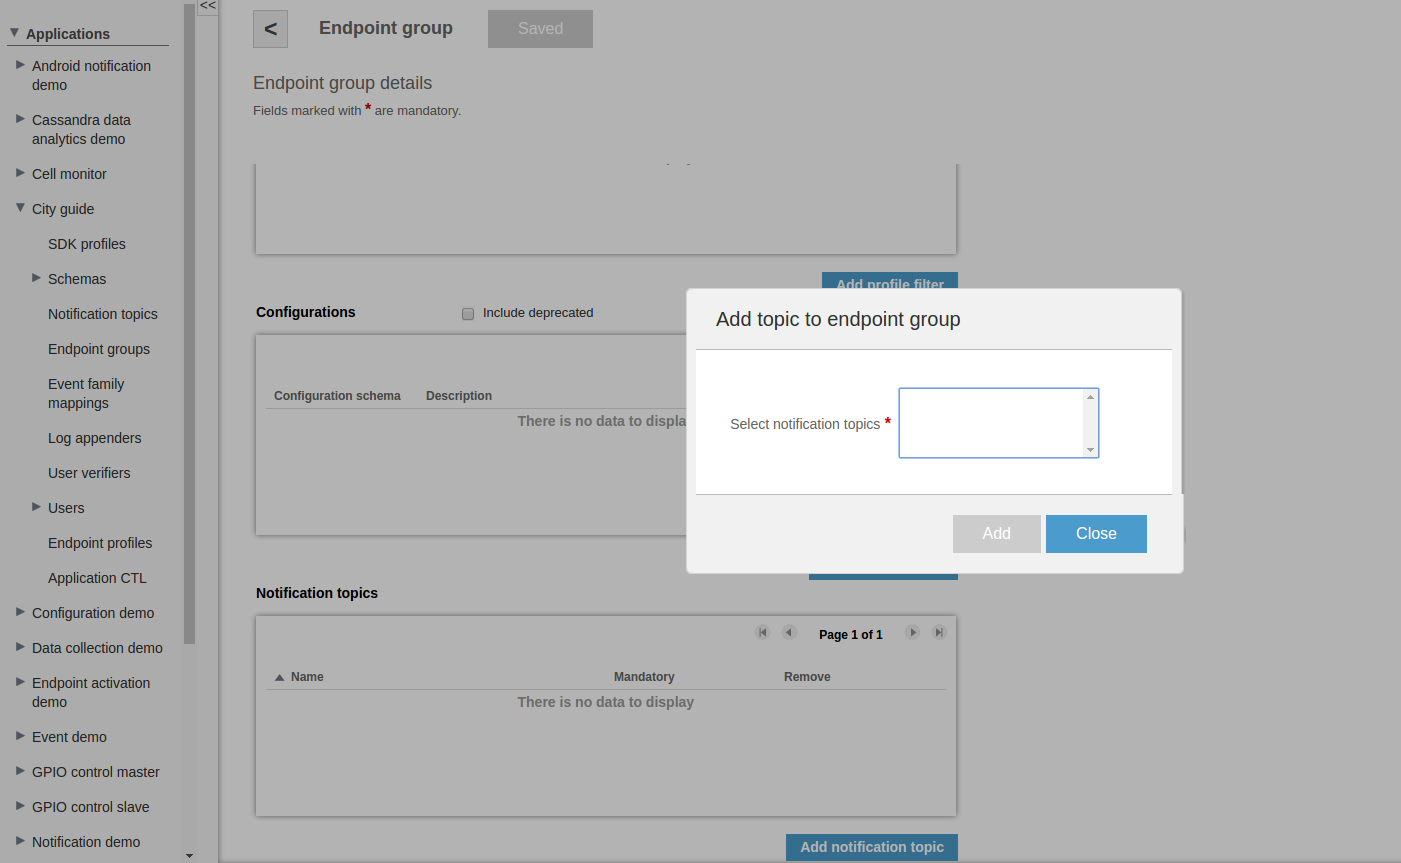 <<
Applications
Android notification
demo
Cassandra data
analytics demo
Cell monitor
City guide
SDK profiles
Schemas
Notification topics
Endpoint groups
Event family
mappings
Log appenders
User verifiers
Users
Endpoint profiles
Application CTL
Configuration demo
Data collection demo
Endpoint activation
demo
Event demo
GPIO control master
GPIO control slave
Notification demo
< Endpoint group Saved
Endpoint group details
Fields marked with * are mandatory.
Add profile filter
Configurations Include deprecated
Configuration schema Description
There is no data to displa
Add topic to endpoint group
Select notification topics *
Add Close
Notification topics
Page 1 of 1
Name Mandatory Remove
There is no data to display
Add notification topic